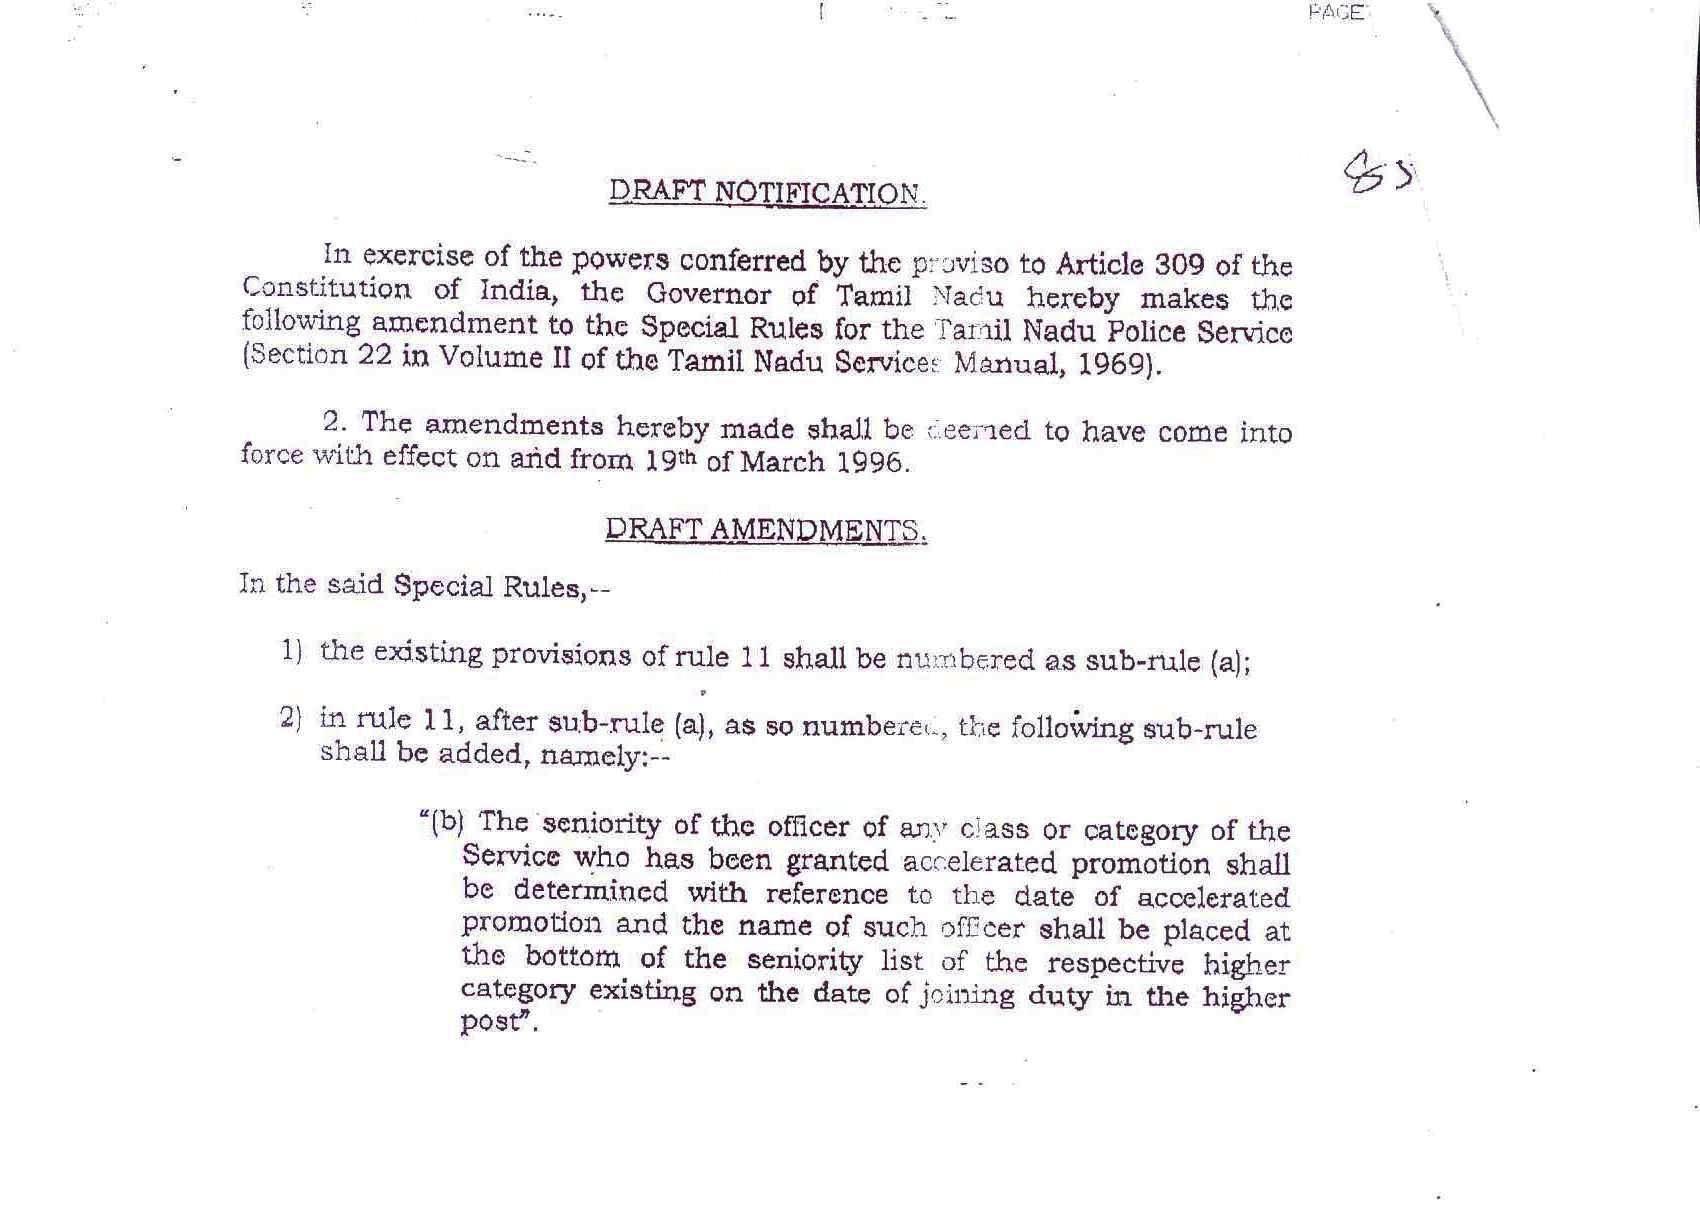 PAGE
DRAFT NOTIFICATION.
In exercise of the powers conferred by the proviso to Article 309 of the
Constitution of India, the Governor of Tamil Nadu hereby makes the
following amendment to the Special Rules for the Tamil Nadu Police Service
(Section 22 in Volume II of the Tamil Nadu Services Manual, 1969).
2. The amendments hereby made shall be deemed to have come into
force with effect on and from 19th of March 1996.
DRAFT AMENDMENTS.
In the said Special Rules,--
1) the existing provisions of rule 11 shall be numbered as sub-rule (a);
2) in rule 11, after sub-rule (a), as so numbered, the following sub-rule
shall be added, namely:--
“(b) The seniority of the officer of any class or category of the
Service who has been granted accelerated promotion shall
be determined with reference to the date of accelerated
promotion and the name of such officer shall be placed at
the bottom of the seniority list of the respective higher
category existing on the date of joining duty in the higher
post”.